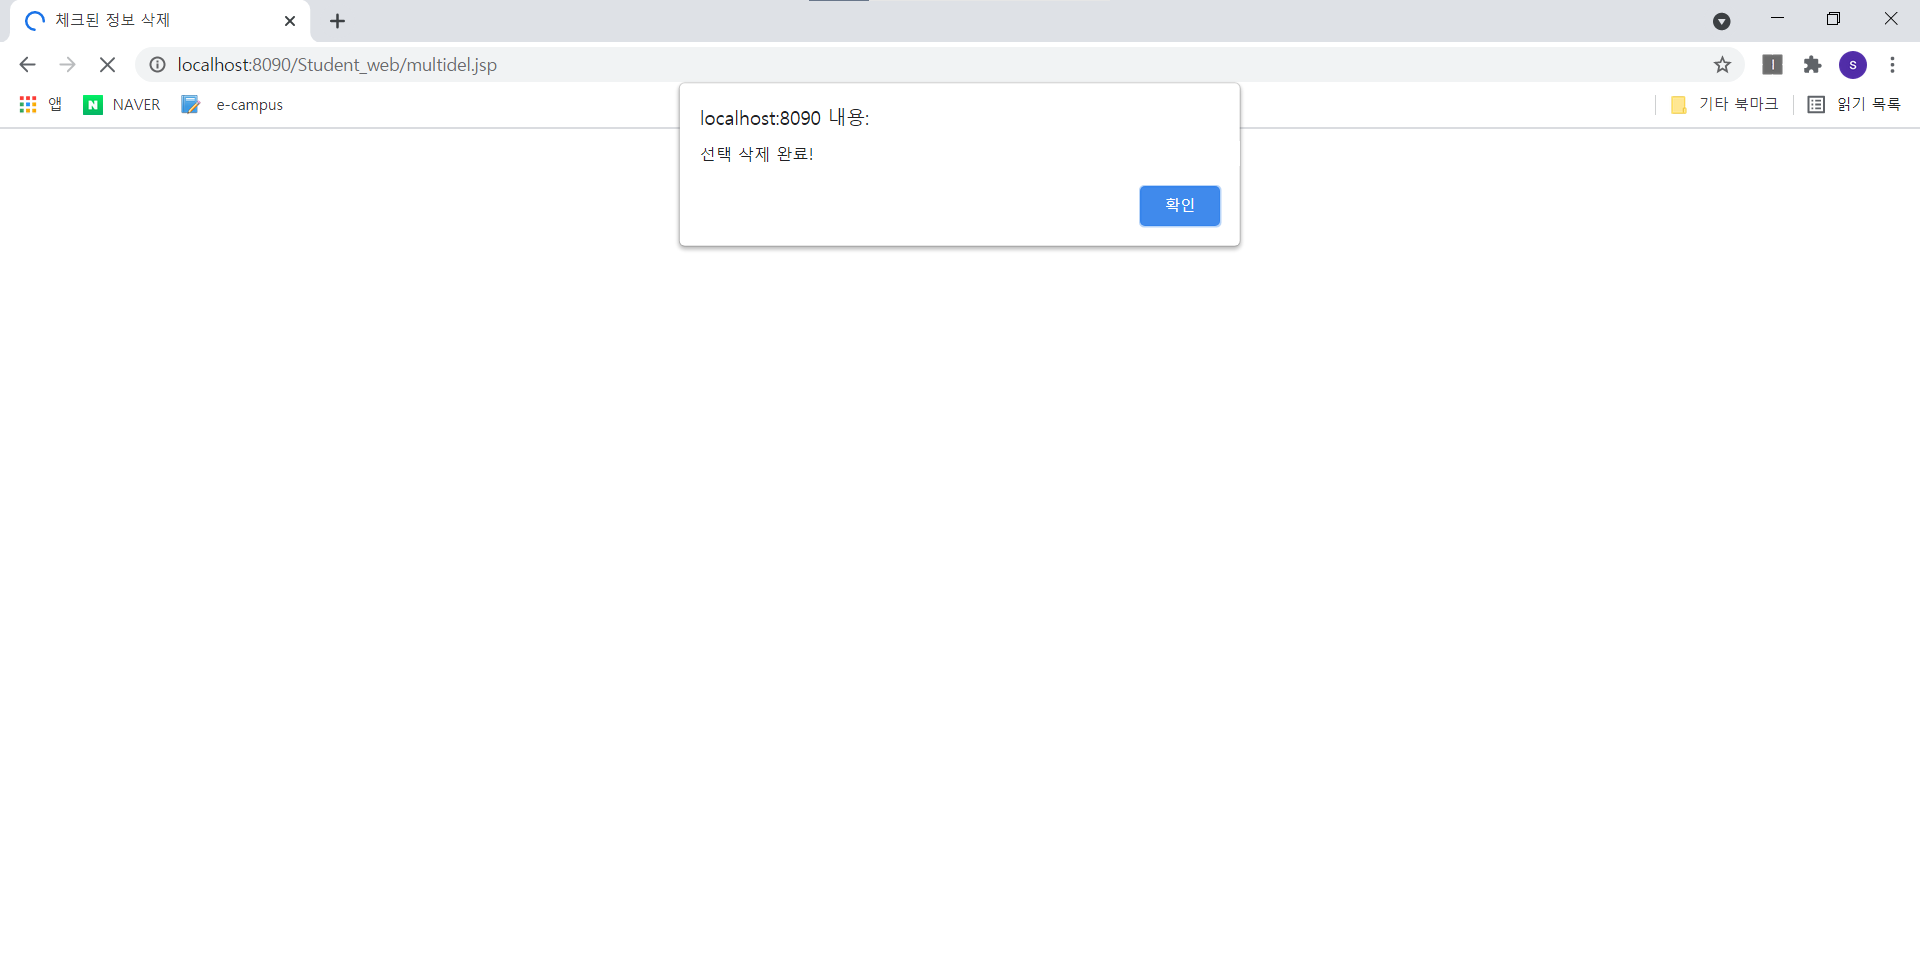 체크된 정보 삭제
localhost:8090/Student_web/multidel.jsp
s
앱 N NAVER e-campus 기타 북마크 읽기 목록
localhost:8090 내용:
선택 삭제 완료!
확인